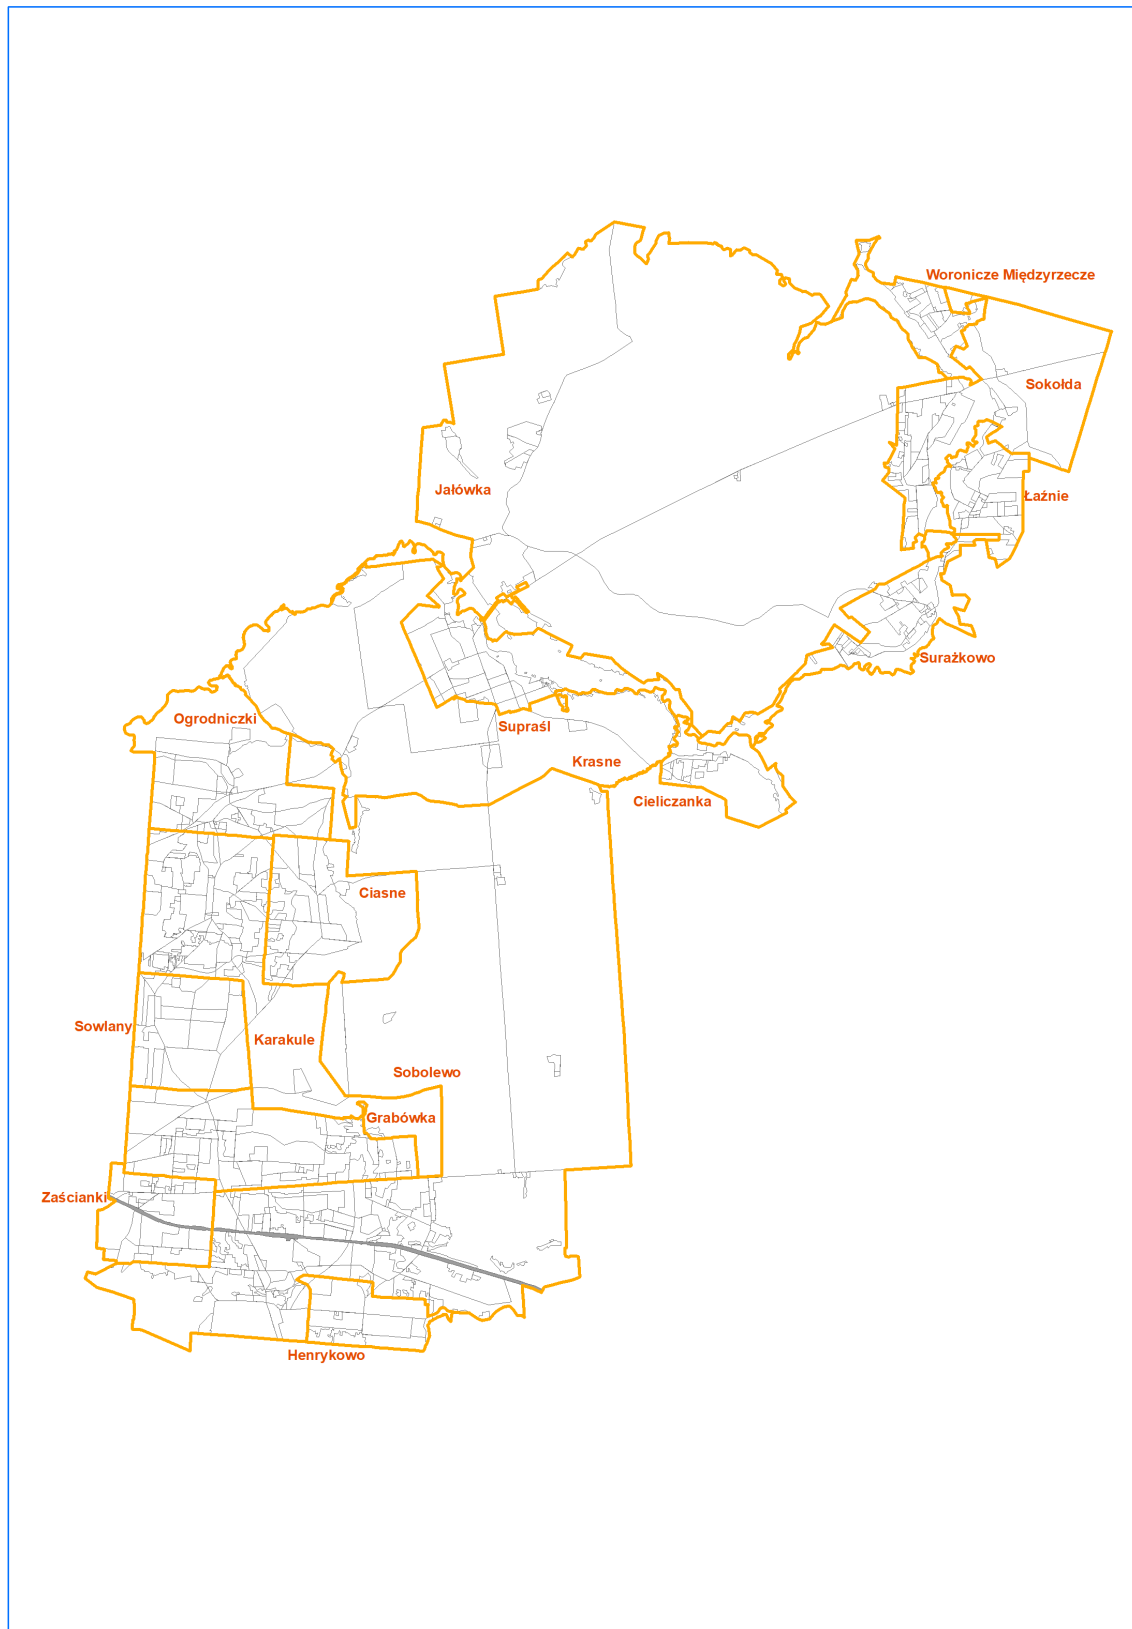 Woronicze Międzyrzecze
Sokołda
Jałówka
Łaźnie
Surażkowo
Ogrodniczki
Supraśl
Krasne
Cieliczanka
Ciasne
Sowlany
Karakule
Sobolewo
Grabówka
Zaścianki
Henrykowo